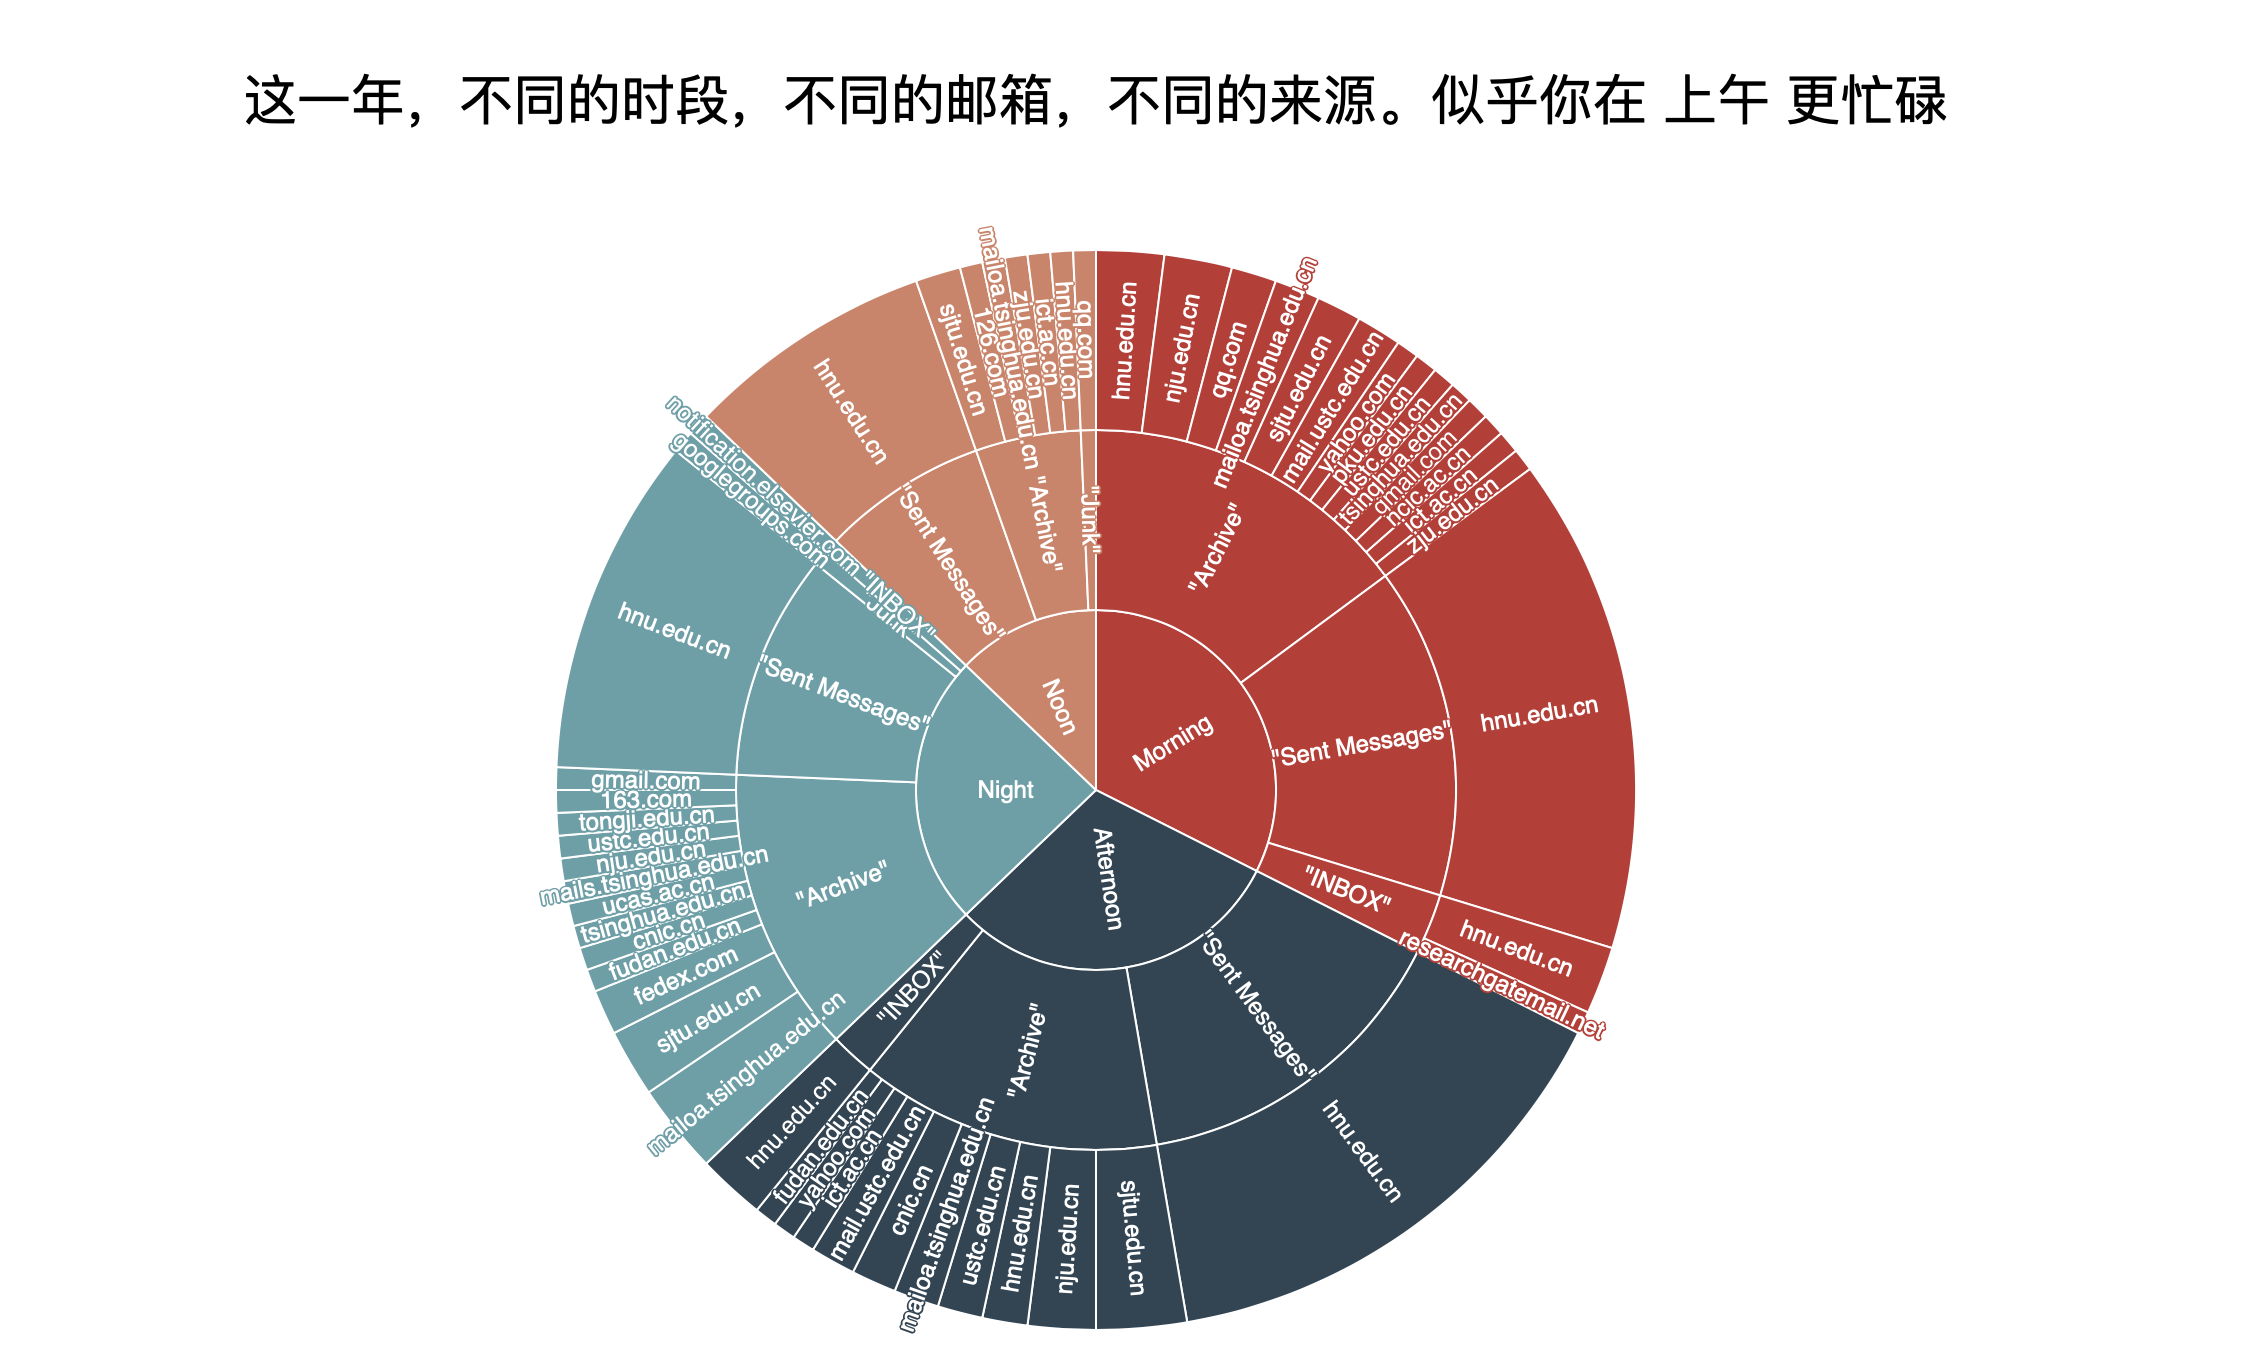 这一年，不同的时段，不同的邮箱，不同的来源。似乎你在 上午 更忙碌
Morning
"Archive"
hnu.edu.cn
nju.edu.cn
qq.com
mailoa.tsinghua.edu.cn
sjtu.edu.cn
mail.ustc.edu.cn
yahoo.com
pku.edu.cn
ustc.edu.cn
tsinghua.edu.cn
gmail.com
ncic.ac.cn
ict.ac.cn
zju.edu.cn
"Sent Messages"
hnu.edu.cn
"INBOX"
hnu.edu.cn
researchgatemail.net
Afternoon
"Sent Messages"
hnu.edu.cn
"Archive"
sjtu.edu.cn
nju.edu.cn
hnu.edu.cn
ustc.edu.cn
mailoa.tsinghua.edu.cn
cnic.cn
mail.ustc.edu.cn
ict.ac.cn
yahoo.com
fudan.edu.cn
"INBOX"
hnu.edu.cn
Night
"Archive"
mailoa.tsinghua.edu.cn
sjtu.edu.cn
fedex.com
fudan.edu.cn
cnic.cn
tsinghua.edu.cn
ucas.ac.cn
mails.tsinghua.edu.cn
nju.edu.cn
ustc.edu.cn
tongji.edu.cn
163.com
gmail.com
"Sent Messages"
hnu.edu.cn
"Junk"
googlegroups.com
"INBOX"
notification.elsevier.com
Noon
"Sent Messages"
hnu.edu.cn
"Archive"
sjtu.edu.cn
126.com
mailoa.tsinghua.edu.cn
zju.edu.cn
ict.ac.cn
hnu.edu.cn
"Junk"
qq.com